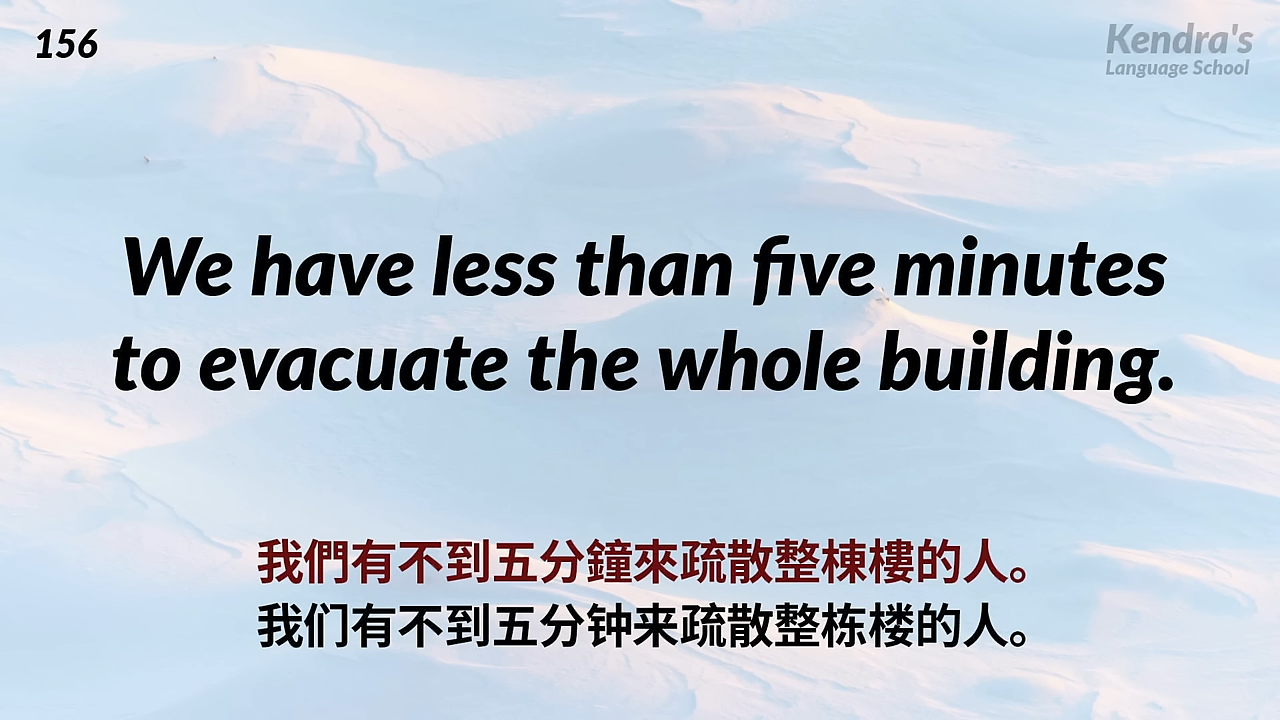 156
Kendra's
Language School
We have less than five minutes
to evacuate the whole building.
我們有不到五分鐘來疏散整棟樓的人。
我们有不到五分钟来疏散整栋楼的人。